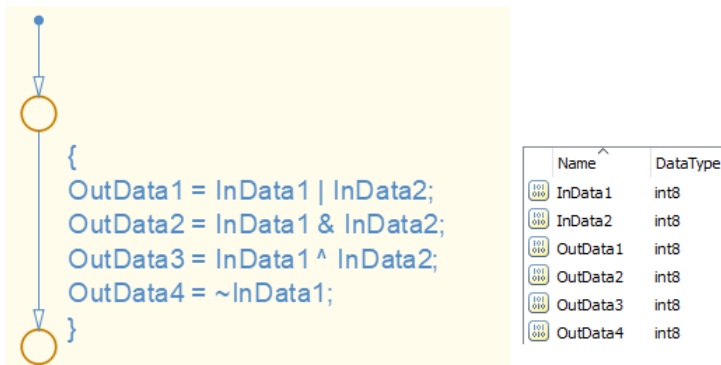 {
OutData1 = InData1 | InData2;
OutData2 = InData1 & InData2;
OutData3 = InData1 ^ InData2;
OutData4 = ~InData1;
}
Name DataType
InData1 int8
InData2 int8
OutData1 int8
OutData2 int8
OutData3 int8
OutData4 int8